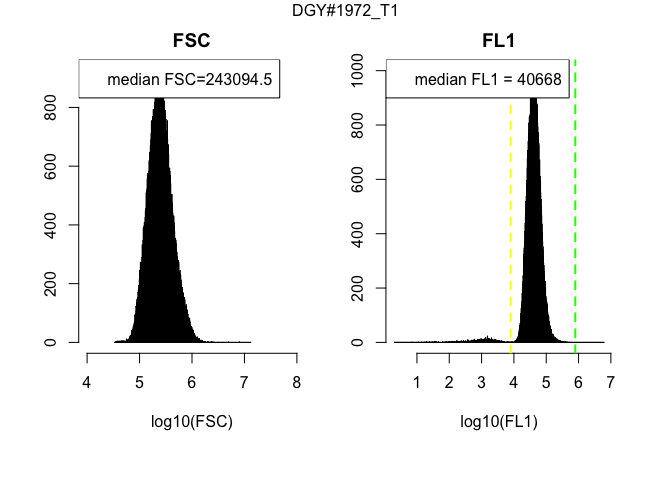 DGY#1972_T1
FSC
median FSC=243094.5
0 200 400 600 800
4 5 6 7 8
log10(FSC)
FL1
median FL1 = 40668
0 200 400 600 800 1000
1 2 3 4 5 6 7
log10(FL1)